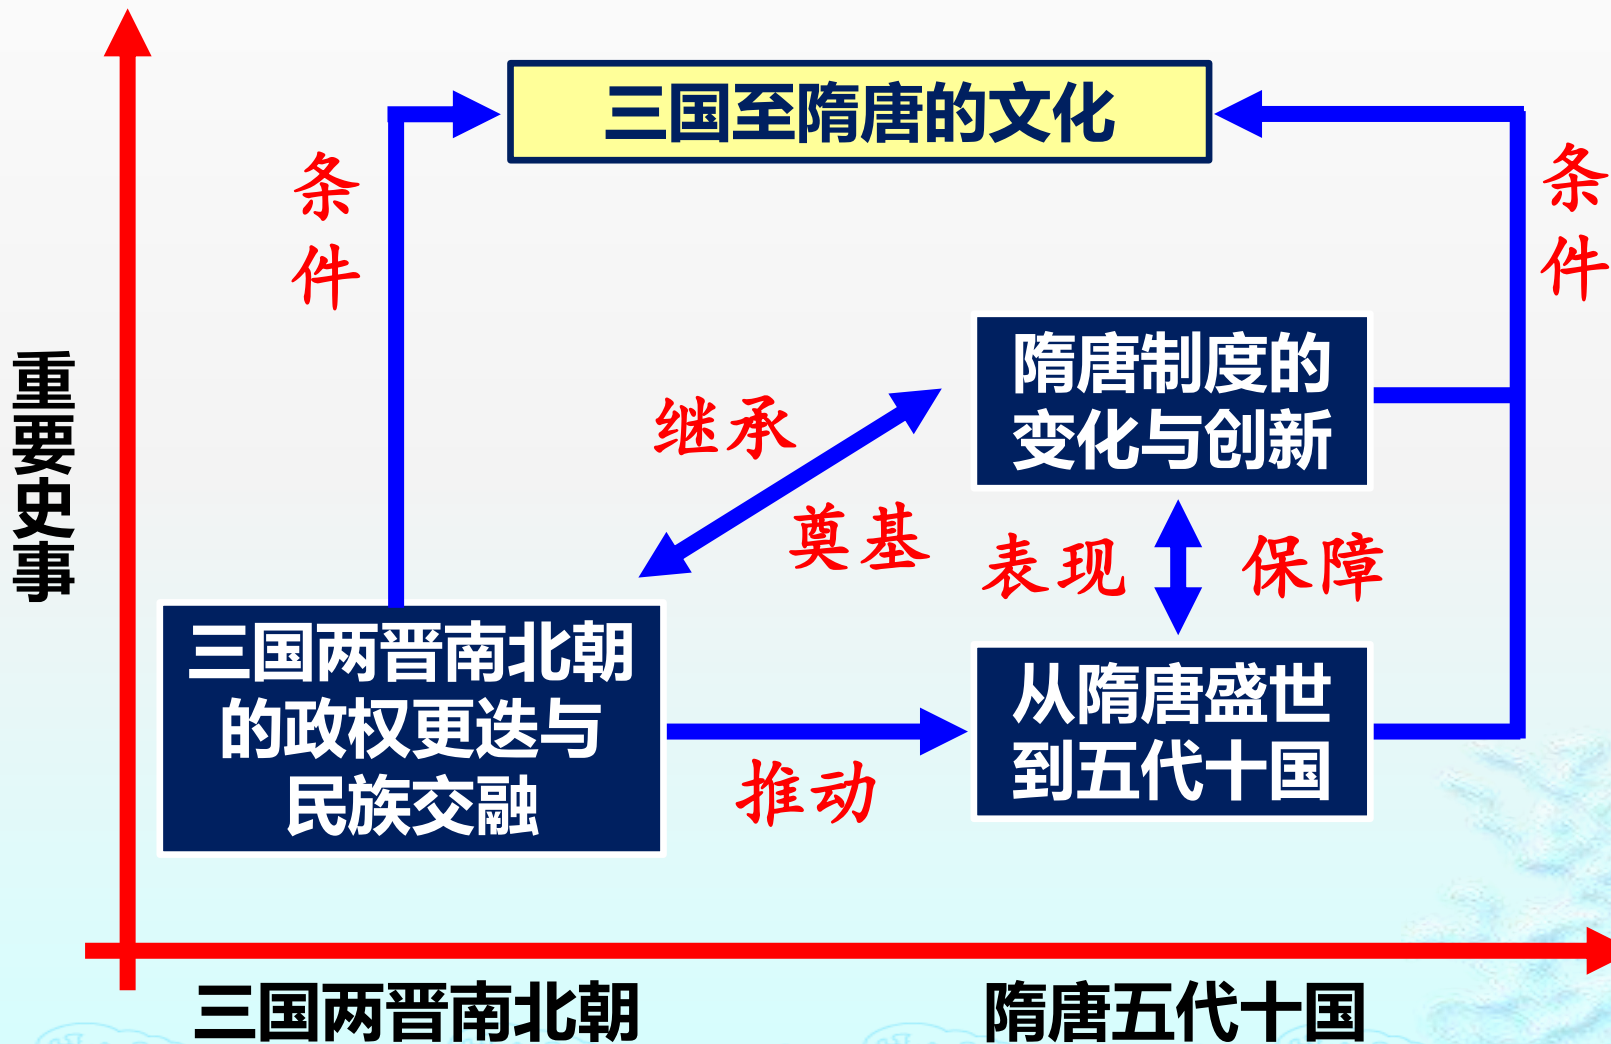 三国至隋唐的文化
条件
条件
重要史事
隋唐制度的
变化与创新
继承
奠基
表现
保障
三国两晋南北朝
的政权更迭与
民族交融
从隋唐盛世
到五代十国
推动
三国两晋南北朝
隋唐五代十国